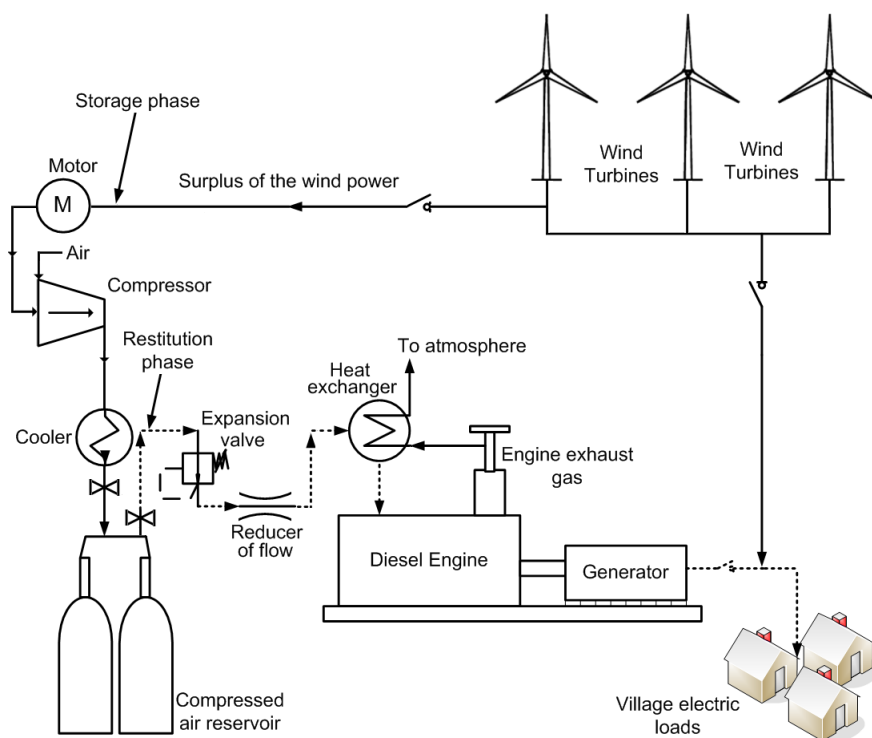 Storage phase
Wind
Turbines
Wind
Turbines
Motor
M
Surplus of the wind power
Air
Compressor
Restitution
phase
To atmosphere
Heat
exchanger
Cooler
Expansion
valve
Engine exhaust
gas
Reducer
of flow
Diesel Engine
Generator
Compressed
air reservoir
Village electric
loads